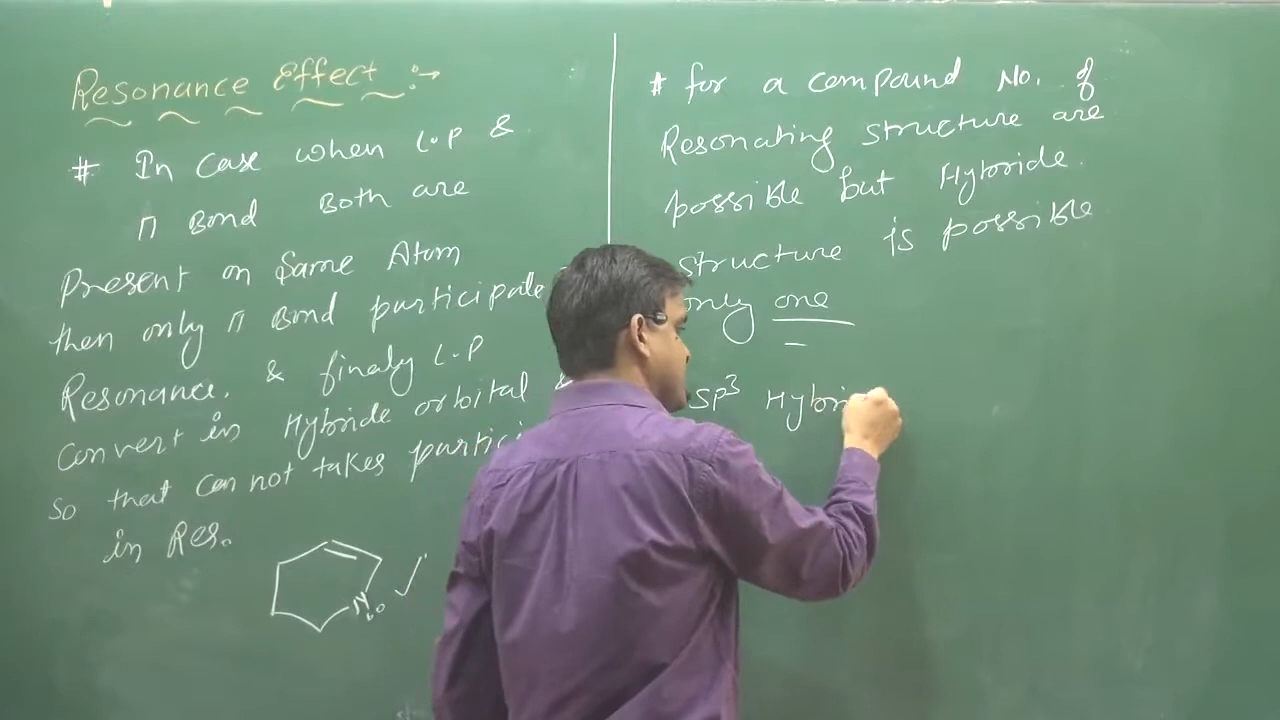 Resonance Effect :→
# In Case when L.P &
π Bond Both are
Present on Same Atom
then only π Bond participate
Resonance. & finaly L.P
convert in Hybride orbital &
so that can not takes partici
in Res.
N
# for a compound No. of
Resonating structure are
possible but Hybride.
structure is possible
only one
SP³ Hybri